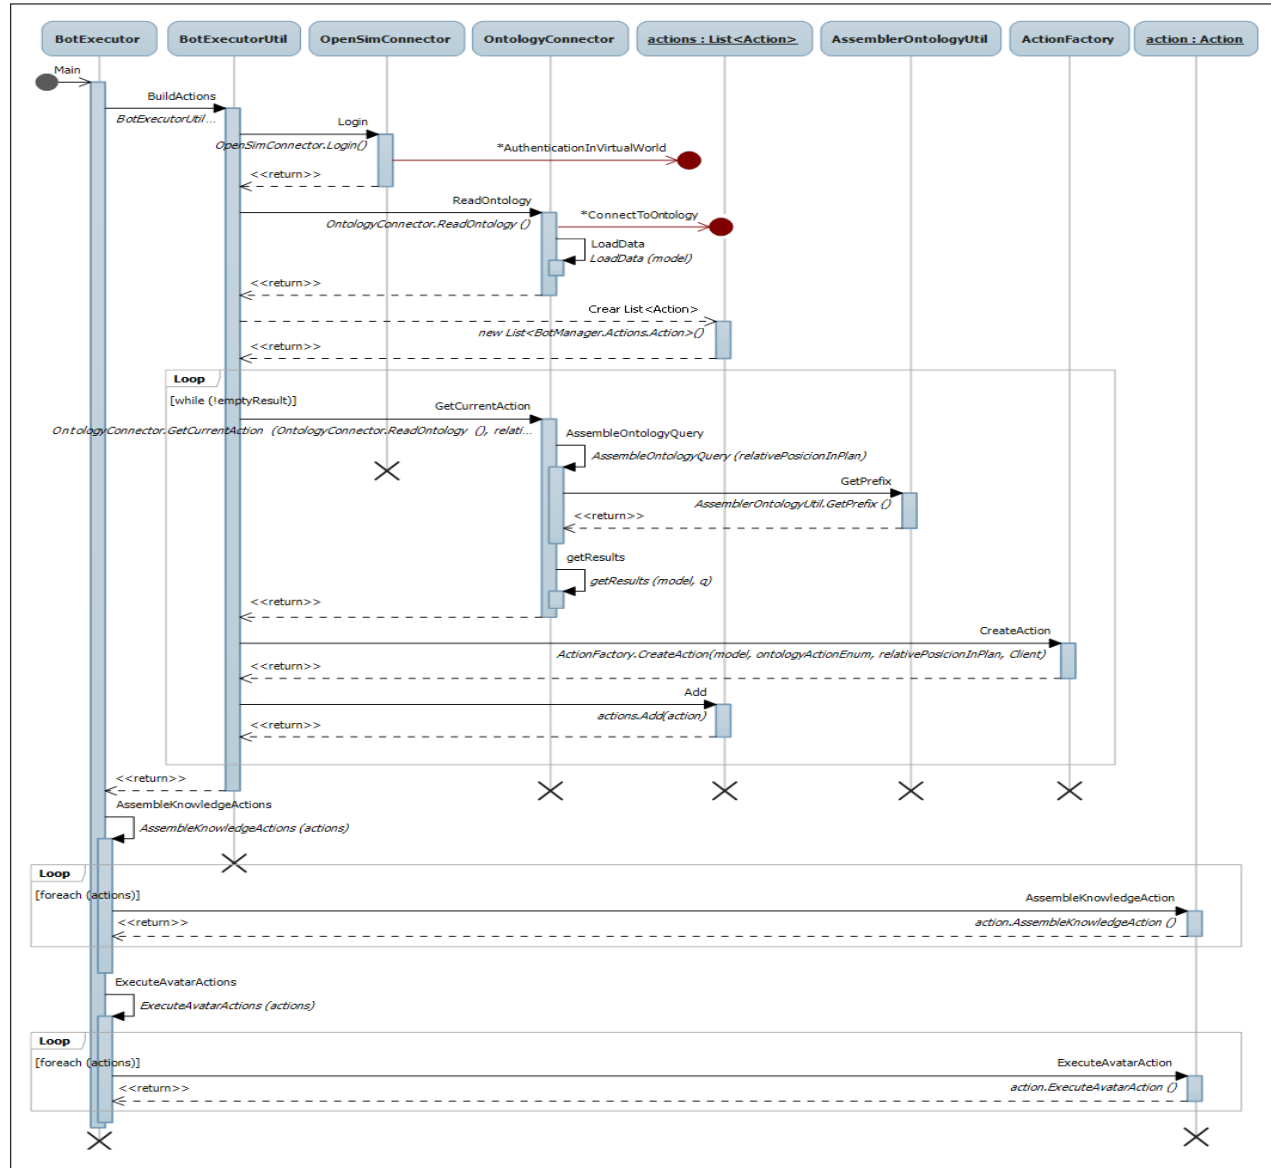 BotExecutor
BotExecutorUtil
OpenSimConnector
OntologyConnector
actions : List<Action>
AssemblerOntologyUtil
ActionFactory
action : Action
Main
BuildActions
BotExecutorUtil...
Login
OpenSimConnector.Login()
*AuthenticationInVirtualWorld
<<return>>
ReadOntology
OntologyConnector.ReadOntology ()
*ConnectToOntology
LoadData
LoadData (model)
<<return>>
Crear List<Action>
new List<BotManager.Actions.Action>()
<<return>>
Loop
[while (!emptyResult)]
GetCurrentAction
OntologyConnector.GetCurrentAction (OntologyConnector.ReadOntology (), relati...
AssembleOntologyQuery
AssembleOntologyQuery (relativePosicionInPlan)
GetPrefix
AssemblerOntologyUtil.GetPrefix ()
<<return>>
getResults
getResults (model, q)
<<return>>
CreateAction
ActionFactory.CreateAction(model, ontologyActionEnum, relativePosicionInPlan, Client)
<<return>>
Add
actions.Add(action)
<<return>>
<<return>>
AssembleKnowledgeActions
AssembleKnowledgeActions (actions)
Loop
[foreach (actions)]
AssembleKnowledgeAction
action.AssembleKnowledgeAction ()
<<return>>
ExecuteAvatarActions
ExecuteAvatarActions (actions)
Loop
[foreach (actions)]
ExecuteAvatarAction
action.ExecuteAvatarAction ()
<<return>>